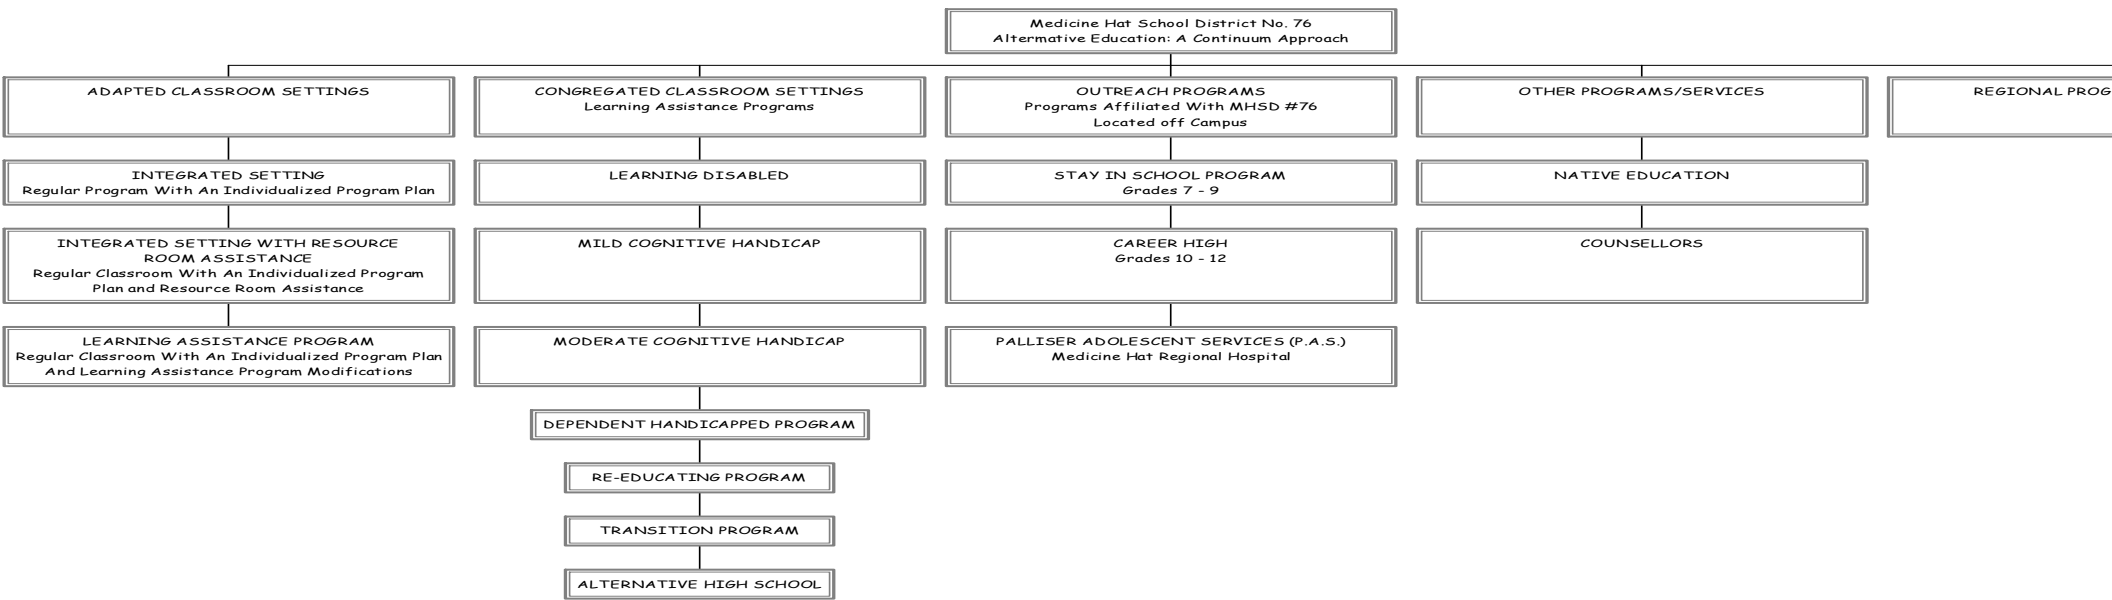 Medicine Hat School District No. 76
Altermative Education: A Continuum Approach
ADAPTED CLASSROOM SETTINGS
CONGREGATED CLASSROOM SETTINGS
Learning Assistance Programs
OUTREACH PROGRAMS
Programs Affiliated With MHSD #76
Located off Campus
OTHER PROGRAMS/SERVICES
REGIONAL
INTEGRATED SETTING
Regular Program With An Individualized Program Plan
LEARNING DISABLED
STAY IN SCHOOL PROGRAM
Grades 7 - 9
NATIVE EDUCATION
INTEGRATED SETTING WITH RESOURCE
ROOM ASSISTANCE
Regular Classroom With An Individualized Program
Plan and Resource Room Assistance
MILD COGNITIVE HANDICAP
CAREER HIGH
Grades 10 - 12
COUNSELLORS
LEARNING ASSISTANCE PROGRAM
Regular Classroom With An Individualized Program Plan
And Learning Assistance Program Modifications
MODERATE COGNITIVE HANDICAP
PALLISER ADOLESCENT SERVICES (P.A.S.)
Medicine Hat Regional Hospital
DEPENDENT HANDICAPPED PROGRAM
RE-EDUCATING PROGRAM
TRANSITION PROGRAM
ALTERNATIVE HIGH SCHOOL